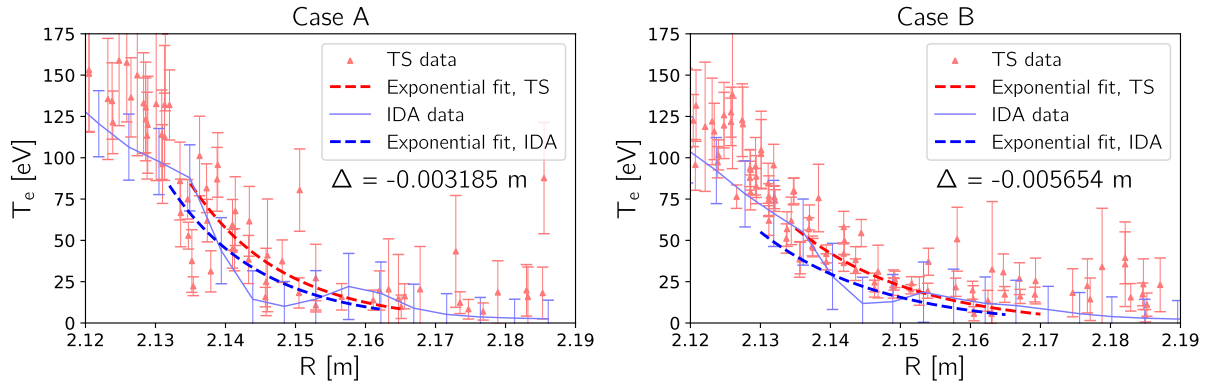 Case A
175
150
125
100
75
50
25
0
T_e [eV]
TS data
Exponential fit, TS
IDA data
Exponential fit, IDA
Δ = -0.003185 m
2.12 2.13 2.14 2.15 2.16 2.17 2.18 2.19
R [m]
Case B
175
150
125
100
75
50
25
0
T_e [eV]
TS data
Exponential fit, TS
IDA data
Exponential fit, IDA
Δ = -0.005654 m
2.12 2.13 2.14 2.15 2.16 2.17 2.18 2.19
R [m]